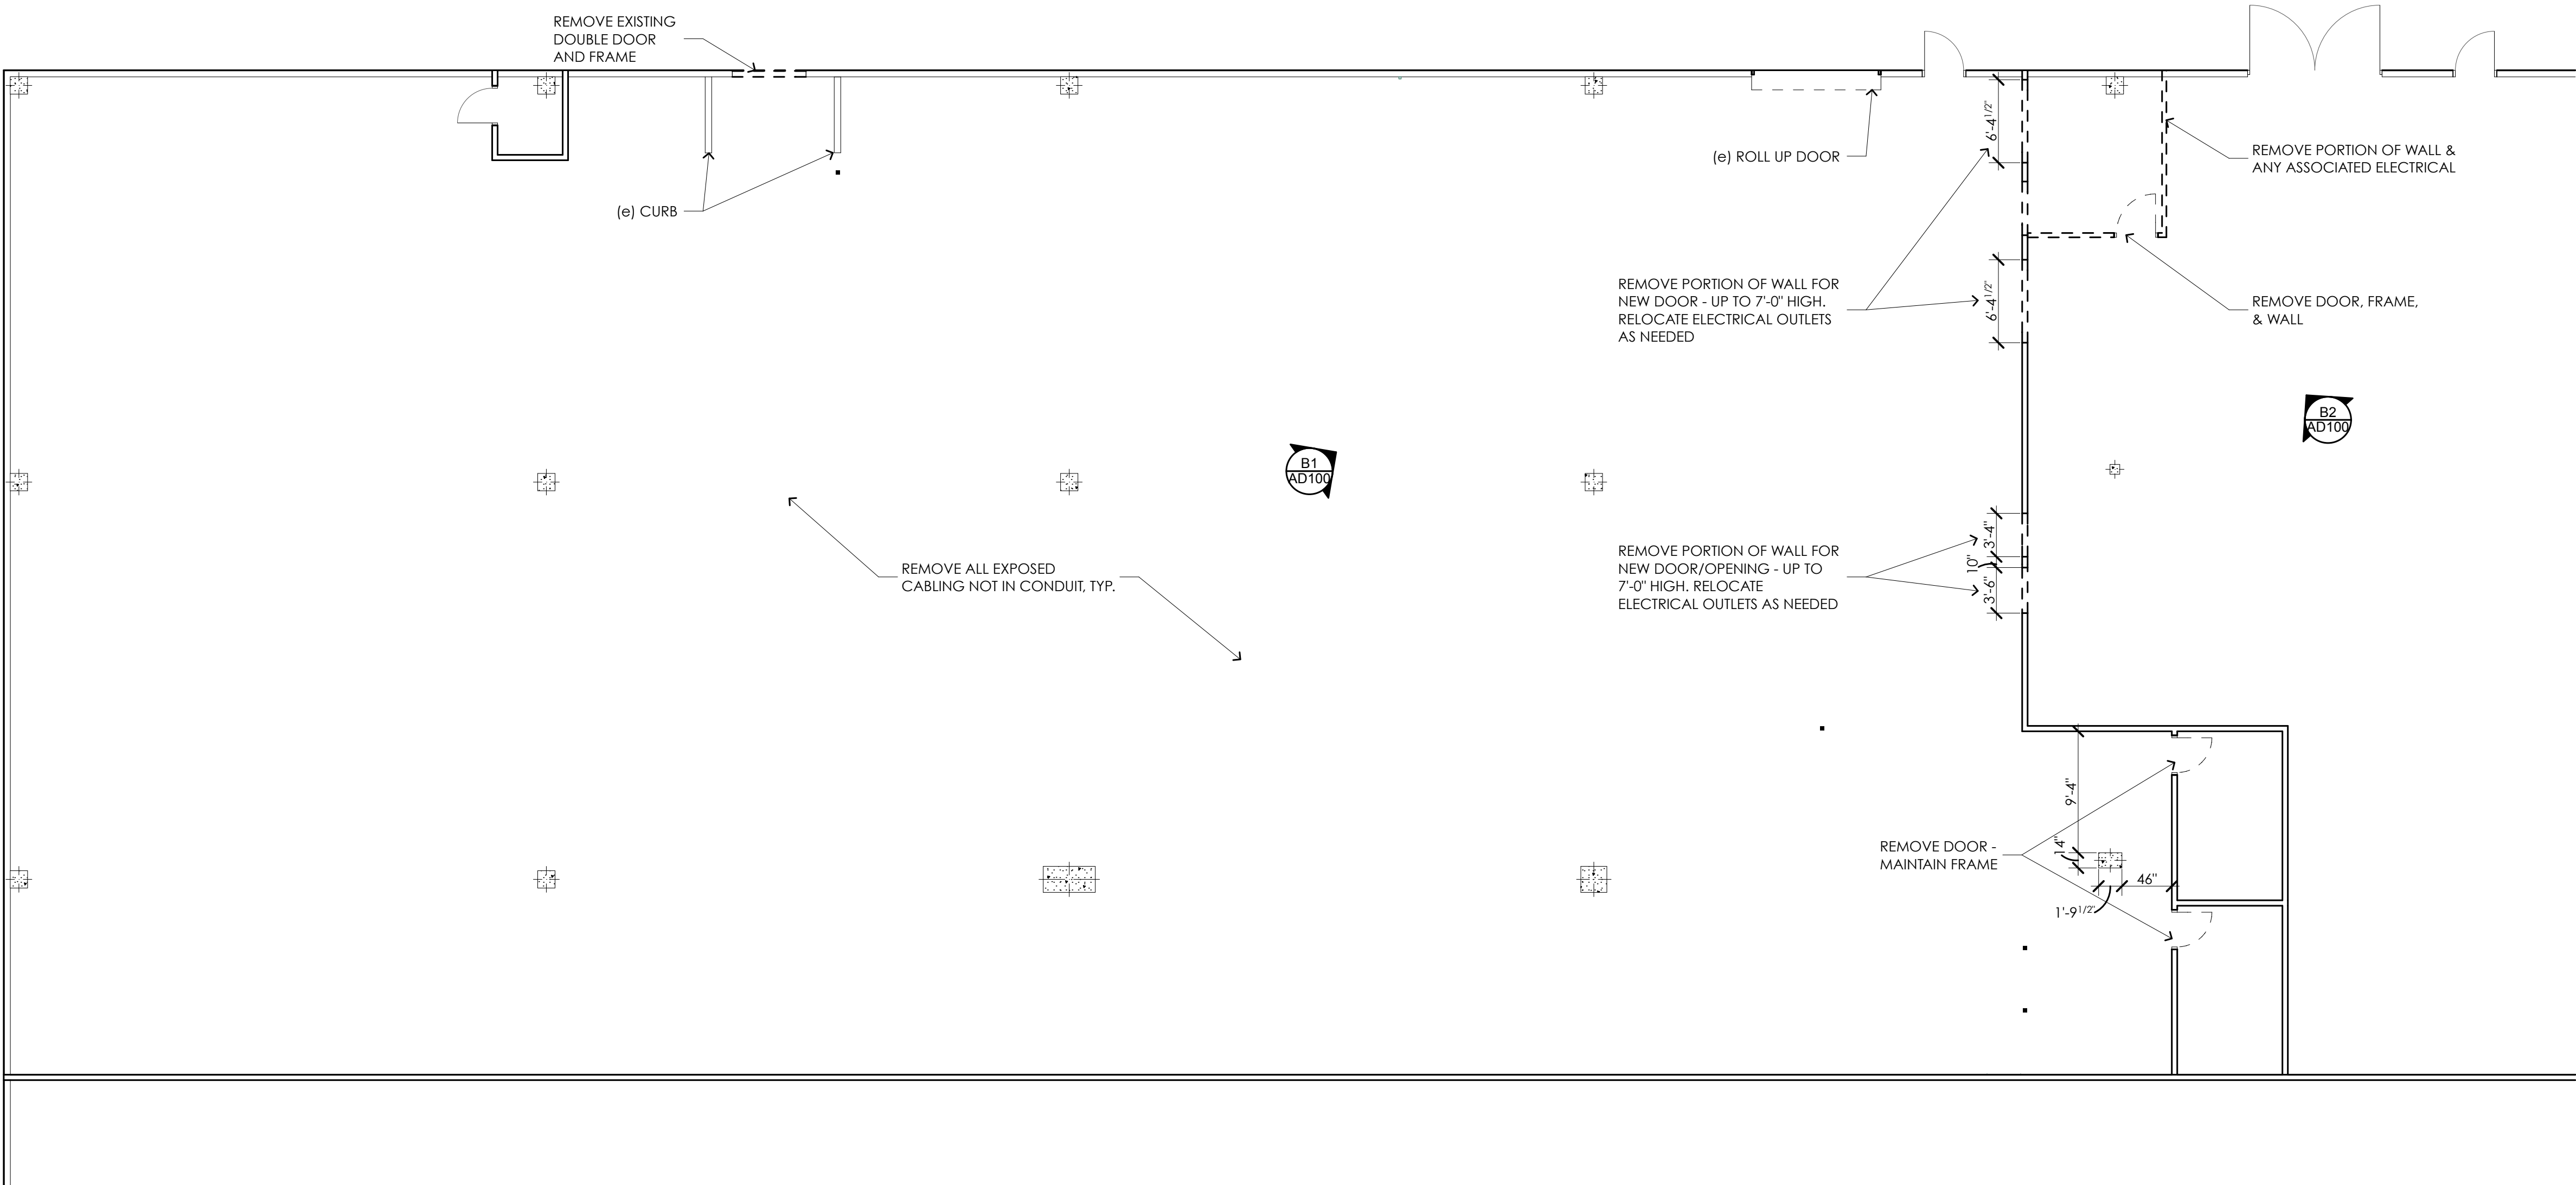 REMOVE EXISTING
DOUBLE DOOR
AND FRAME
(e) CURB
(e) ROLL UP DOOR
6'-4 1/2"
REMOVE PORTION OF WALL &
ANY ASSOCIATED ELECTRICAL
REMOVE PORTION OF WALL FOR
NEW DOOR - UP TO 7'-0" HIGH.
RELOCATE ELECTRICAL OUTLETS
AS NEEDED
6'-4 1/2"
REMOVE DOOR, FRAME,
& WALL
B2
AD100
B1
AD100
REMOVE ALL EXPOSED
CABLING NOT IN CONDUIT, TYP.
REMOVE PORTION OF WALL FOR
NEW DOOR/OPENING - UP TO
7'-0" HIGH. RELOCATE
ELECTRICAL OUTLETS AS NEEDED
3'-4"
10"
3'-6"
9'-4"
14"
REMOVE DOOR -
MAINTAIN FRAME
46"
1'-9 1/2"